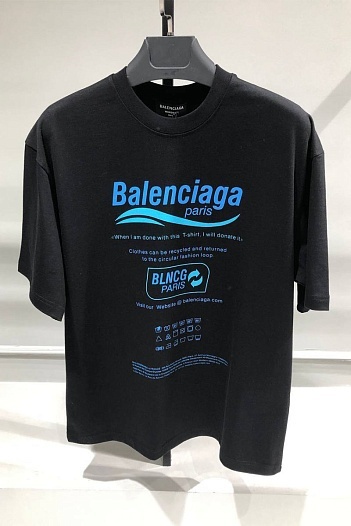 BALENCIAGA
Balenciaga
paris
«When I am done with this T-shirt, I will donate it»
Clothes can be recycled and returned
to the circular fashion loop
BLNCG
PARIS
Visit our Website @ balenciaga.com